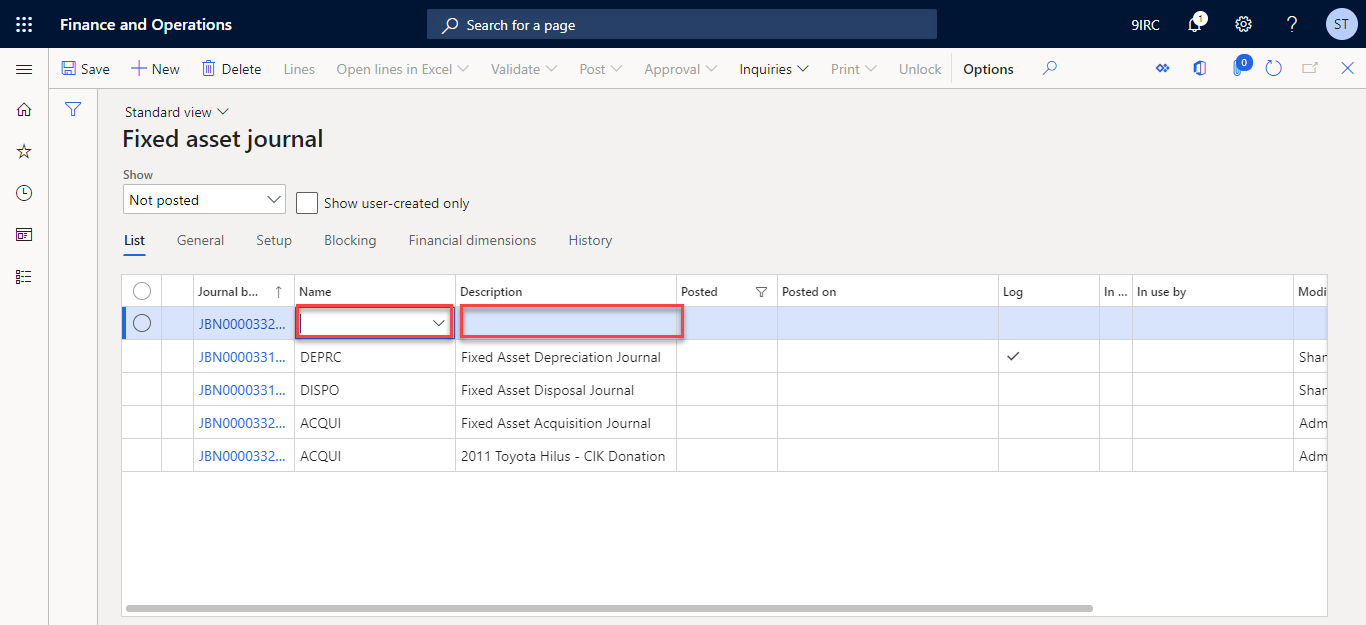 Finance and Operations
Search for a page
9IRC
1
?
ST
Save
New
Delete
Lines
Open lines in Excel
Validate
Post
Approval
Inquiries
Print
Unlock
Options
0
Standard view
Fixed asset journal
Show
Not posted
Show user-created only
List General Setup Blocking Financial dimensions History
Journal b... Name Description Posted Posted on Log In ... In use by Modi
JBN0000332...
JBN0000331... DEPRC Fixed Asset Depreciation Journal Shar
JBN0000331... DISPO Fixed Asset Disposal Journal Shar
JBN0000332... ACQUI Fixed Asset Acquisition Journal Adm
JBN0000332... ACQUI 2011 Toyota Hilus - CIK Donation Adm